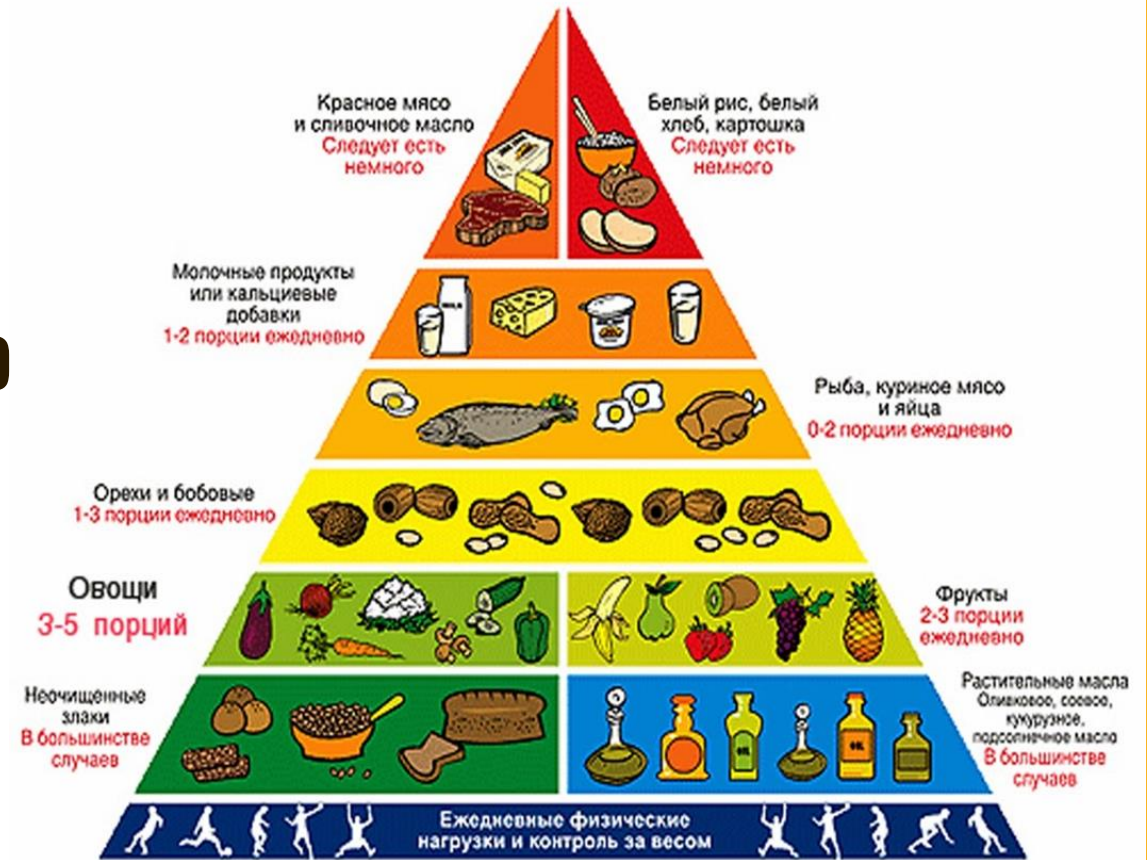 Красное мясо
и сливочное масло
Следует есть
немного
Белый рис, белый
хлеб, картошка
Следует есть
немного
Молочные продукты
или кальциевые
добавки
1-2 порции ежедневно
MILK
Рыба, куриное мясо
и яйца
0-2 порции ежедневно
Орехи и бобовые
1-3 порции ежедневно
Овощи
3-5 порций
Фрукты
2-3 порции
ежедневно
Неочищенные
злаки
В большинстве
случаев
Растительные масла
Оливковое, соевое,
кукурузное,
подсолнечное масло
В большинстве
случаев
OIL
OIL
Ежедневные физические
нагрузки и контроль за весом